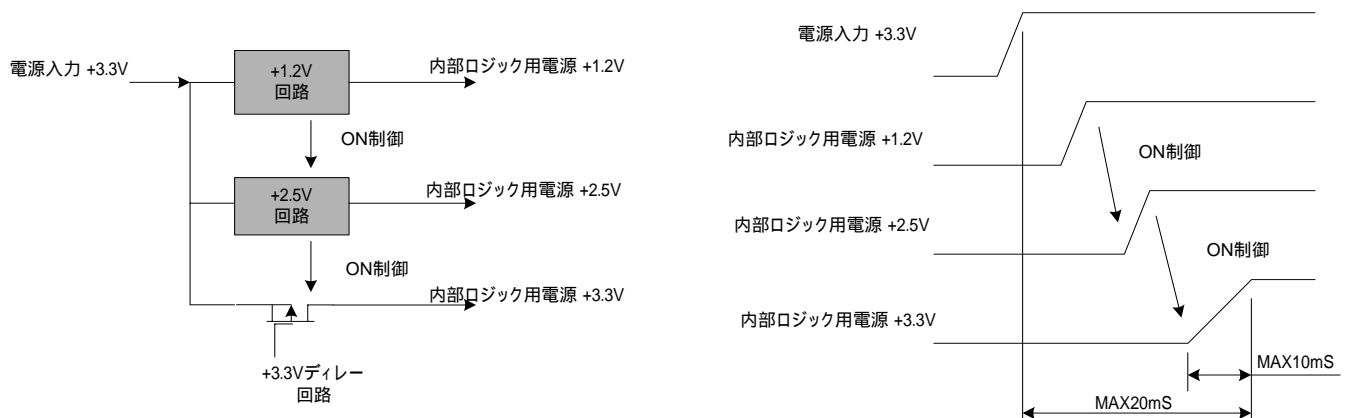 電源入力 +3.3V
+1.2V
回路
内部ロジック用電源 +1.2V
ON制御
+2.5V
回路
内部ロジック用電源 +2.5V
ON制御
内部ロジック用電源 +3.3V
+3.3Vディレー
回路
電源入力 +3.3V
内部ロジック用電源 +1.2V
ON制御
内部ロジック用電源 +2.5V
ON制御
内部ロジック用電源 +3.3V
MAX10mS
MAX20mS